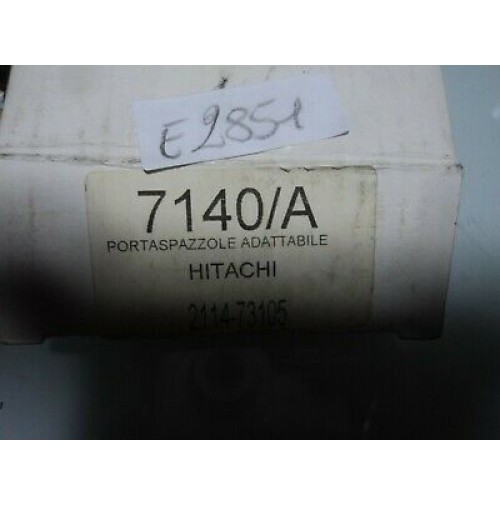 E2851
7140/A
PORTASPAZZOLE ADATTABILE
HITACHI
2114-73105